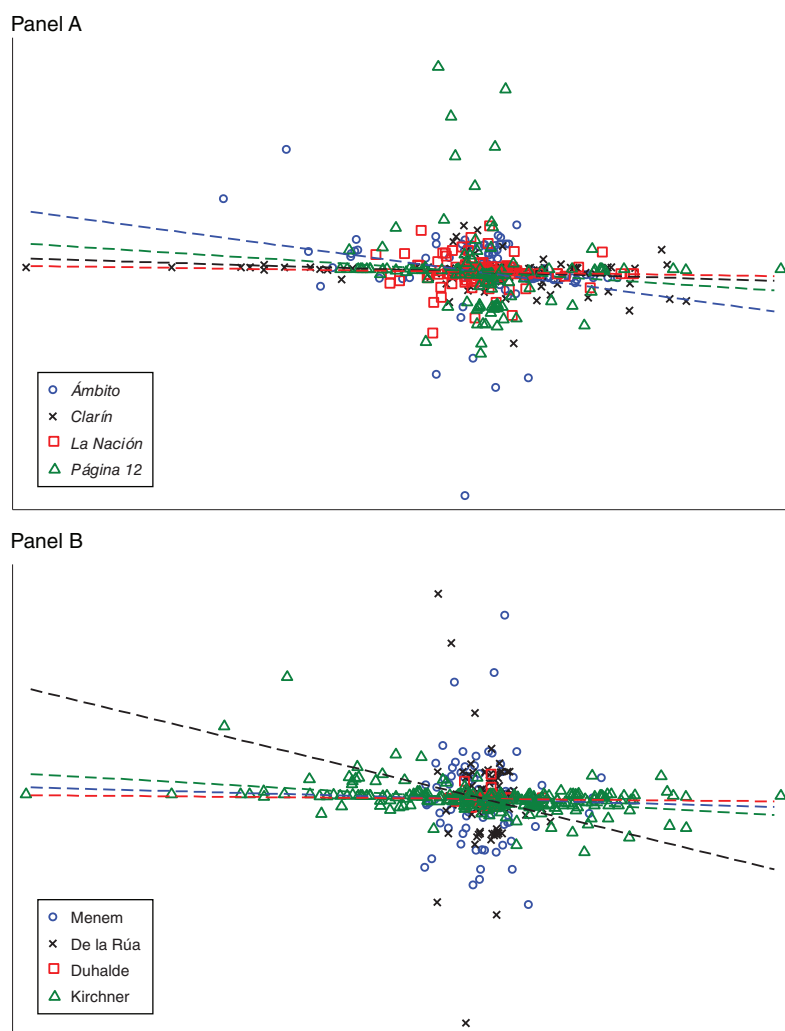 Panel A
Ámbito
Clarín
La Nación
Página 12
Panel B
Menem
De la Rúa
Duhalde
Kirchner